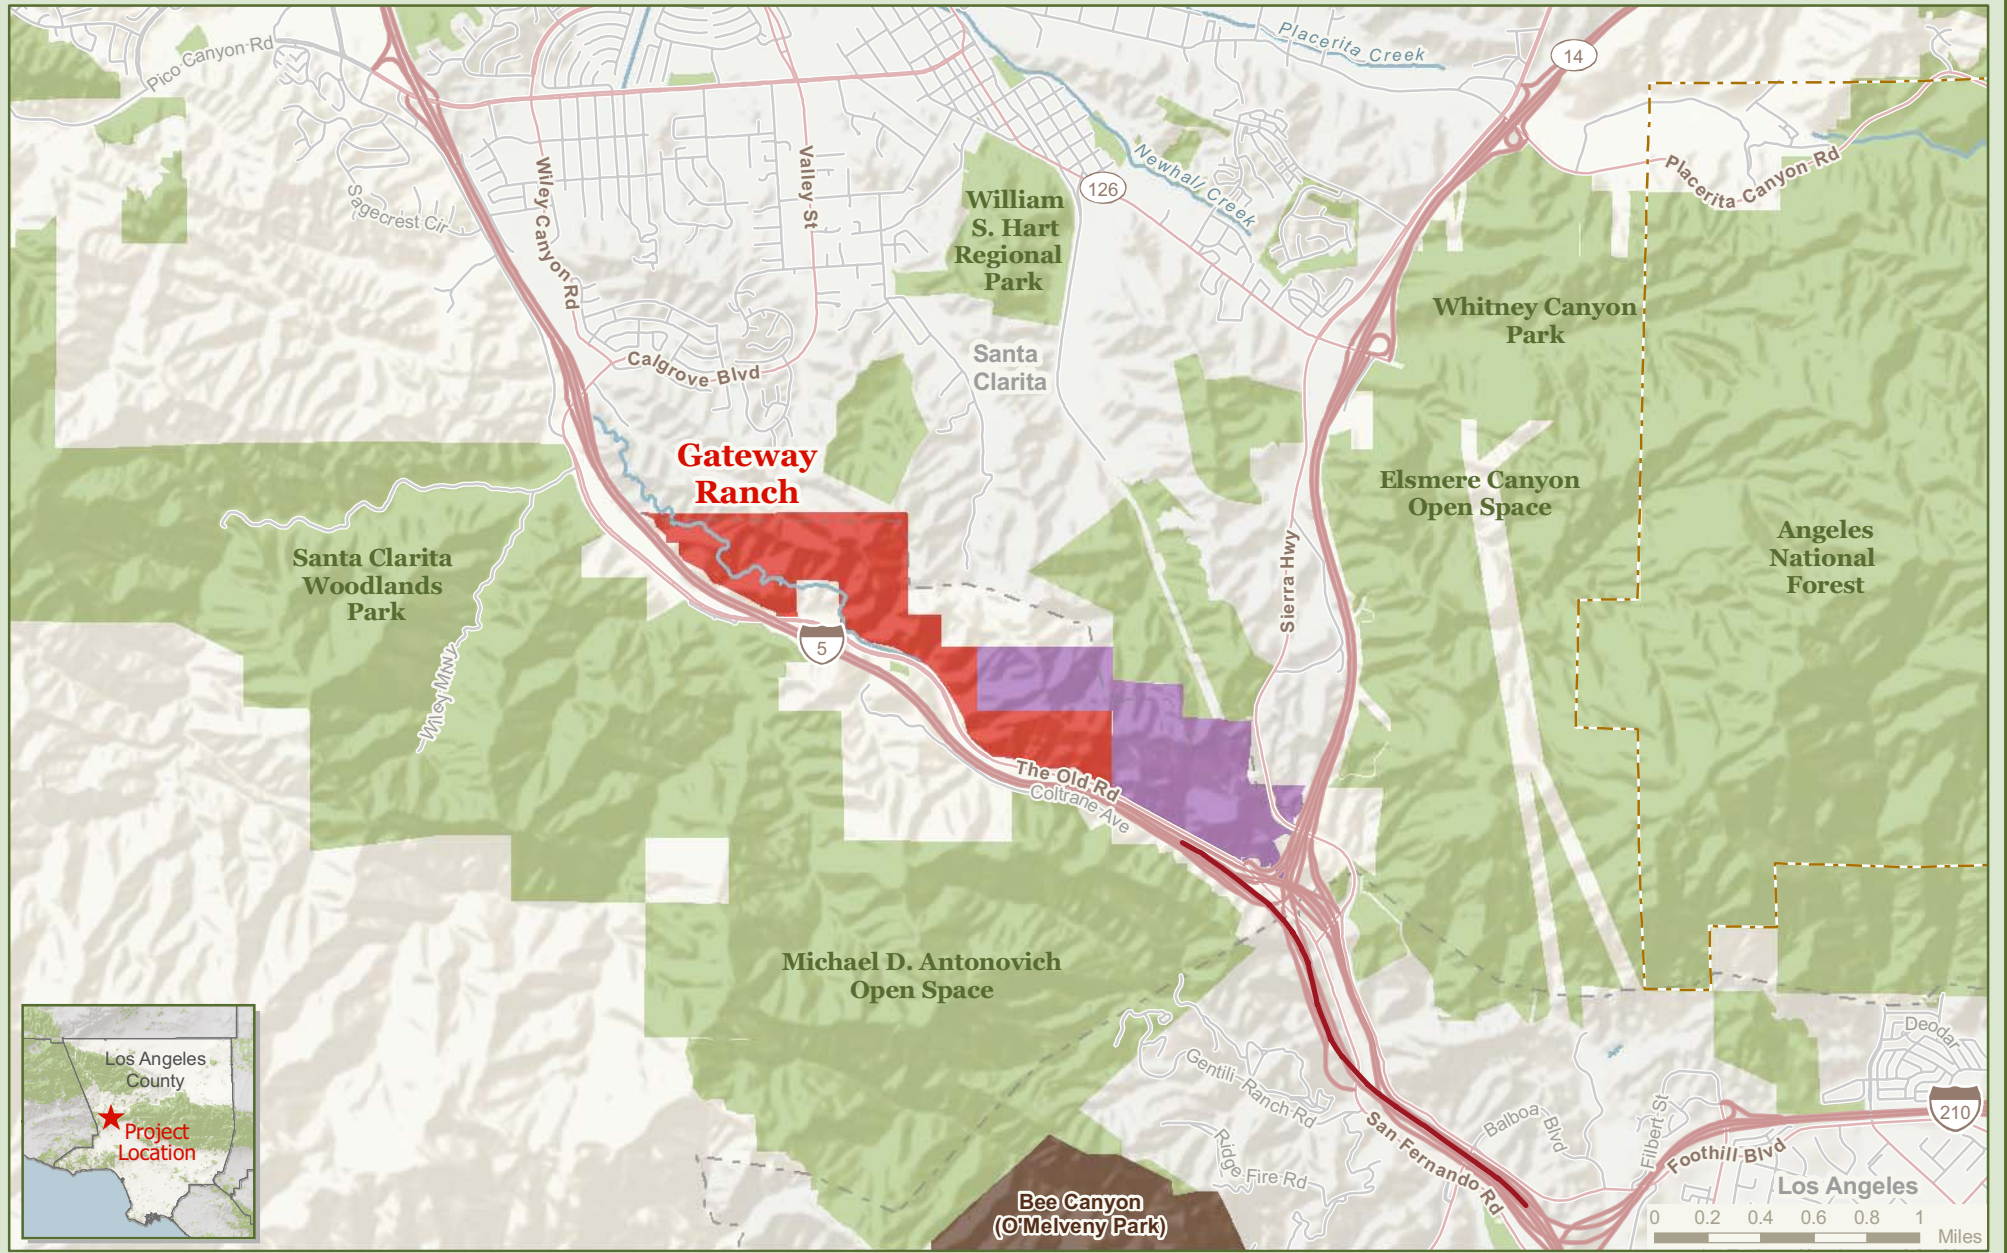 Pico Canyon Rd
Placerita Creek
14
Wiley Canyon Rd
Valley St
Newhall Creek
126
Placerita Canyon Rd
Sagecrest Cir
William
S. Hart
Regional
Park
Whitney Canyon
Park
Santa
Clarita
Calgrove Blvd
Gateway
Ranch
Elsmere Canyon
Open Space
Angeles
National
Forest
Santa Clarita
Woodlands
Park
Sierra Hwy
5
Wiley Mtwy
The Old Rd
Coltrane Ave
Michael D. Antonovich
Open Space
Los Angeles
County
Project
Location
Gentili Ranch Rd
Ridge Fire Rd
San Fernando Rd
Balboa Blvd
Filbert St
Foothill Blvd
Deodar
210
Los Angeles
Bee Canyon
(O'Melveny Park)
0 0.2 0.4 0.6 0.8 1
Miles